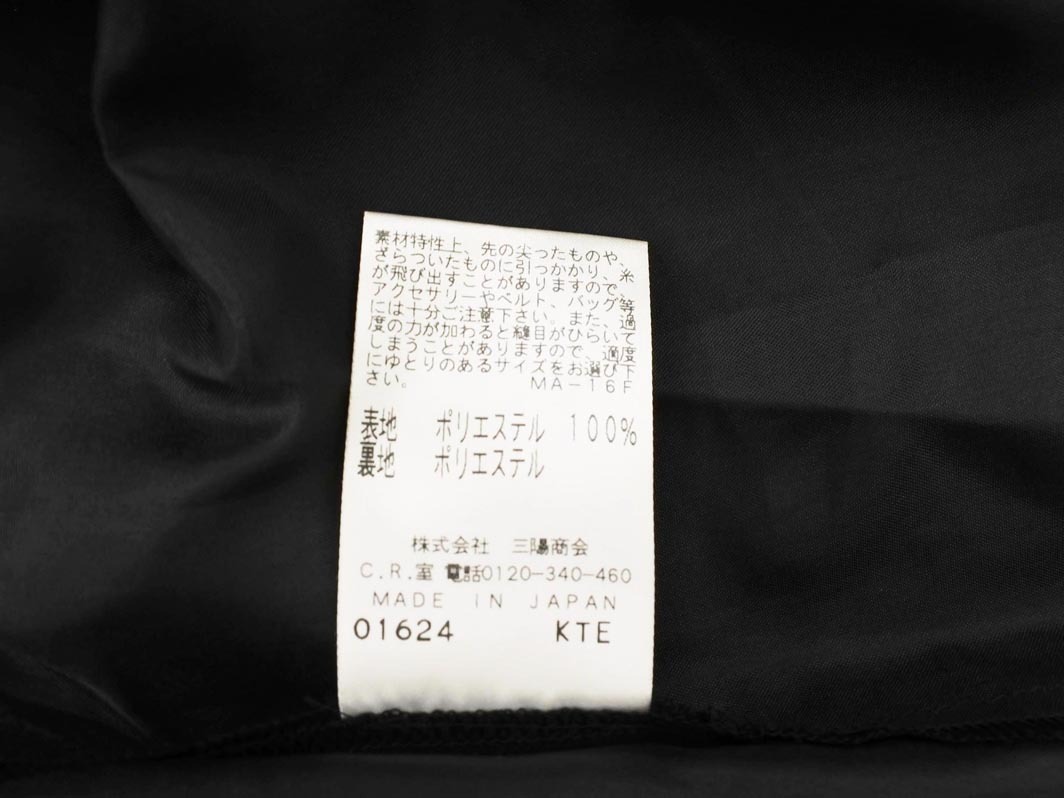 素材特性上、先の尖ったものや、
ざらついたものに引っかかり、糸
が飛び出すことがありますので、
アクセサリーやベルト、バッグ等
には十分ご注意下さい。また、過
度の力が加わると縫目がひらいて
しまうことがありますので、適度
にゆとりのあるサイズをお選び下
さい。 MA-16F
表地 ポリエステル 100%
裏地 ポリエステル
株式会社 三陽商会
C.R.室 電話0120-340-460
MADE IN JAPAN
01624 KTE